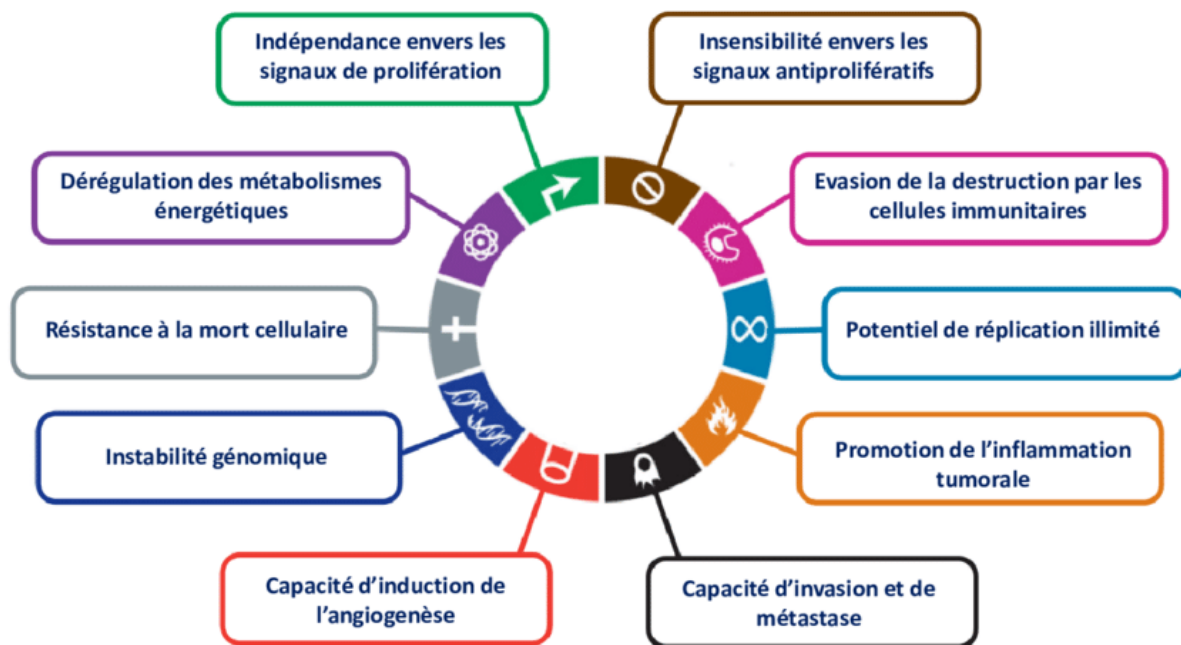 Indépendance envers les
signaux de prolifération
Insensibilité envers les
signaux antiprolifératifs
Dérégulation des métabolismes
énergétiques
Evasion de la destruction par les
cellules immunitaires
Résistance à la mort cellulaire
Potentiel de réplication illimité
Instabilité génomique
Promotion de l’inflammation
tumorale
Capacité d’induction de
l’angiogenèse
Capacité d’invasion et de
métastase